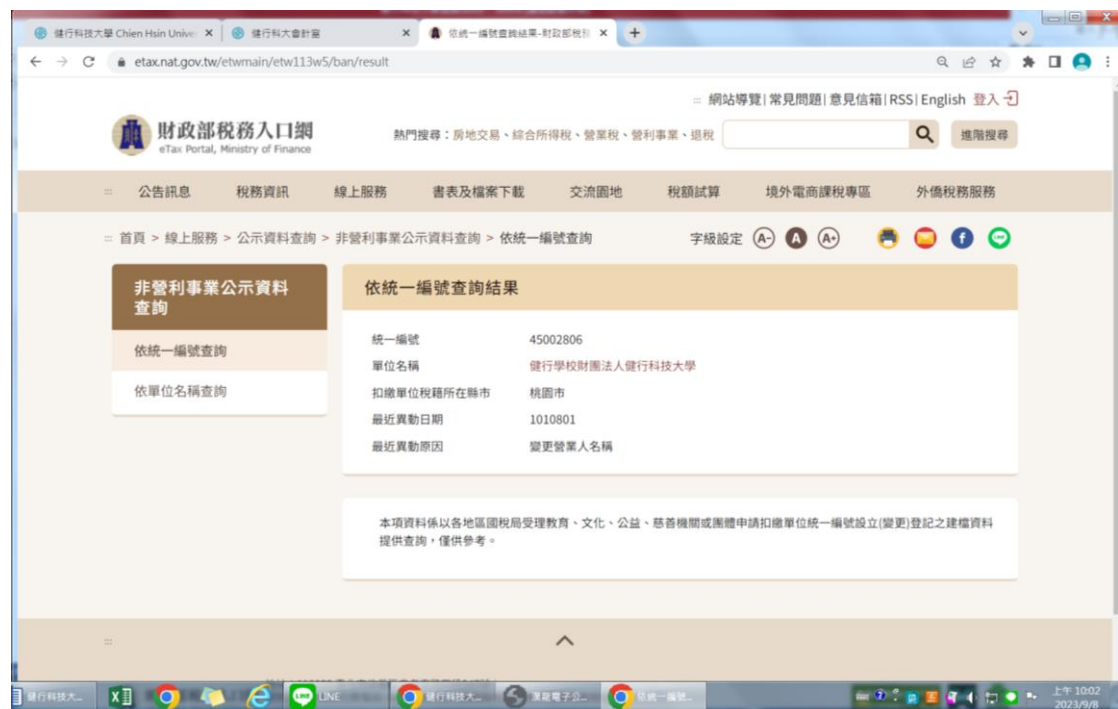 健行科技大學 Chien Hsin Unive
健行科大會計室
依統一編號查詢結果-財政部稅務
etax.nat.gov.tw/etwmain/etw113w5/ban/result
網站導覽| 常見問題| 意見信箱| RSS| English 登入
財政部稅務入口網
eTax Portal, Ministry of Finance
熱門搜尋：房地交易、綜合所得稅、營業稅、營利事業、退稅
進階搜尋
公告訊息 稅務資訊 線上服務 書表及檔案下載 交流園地 稅額試算 境外電商課稅專區 外僑稅務服務
首頁 > 線上服務 > 公示資料查詢 > 非營利事業公示資料查詢 > 依統一編號查詢
字級設定 A- A A+
非營利事業公示資料
查詢
依統一編號查詢
依單位名稱查詢
依統一編號查詢結果
統一編號 45002806
單位名稱 健行學校財團法人健行科技大學
扣繳單位稅籍所在縣市 桃園市
最近異動日期 1010801
最近異動原因 變更營業人名稱
本項資料係以各地區國稅局受理教育、文化、公益、慈善機關或團體申請扣繳單位統一編號設立(變更)登記之建檔資料
提供查詢，僅供參考。
健行科技大...
LINE
健行科技大...
依統一編號...
上午 10:02
2023/9/8